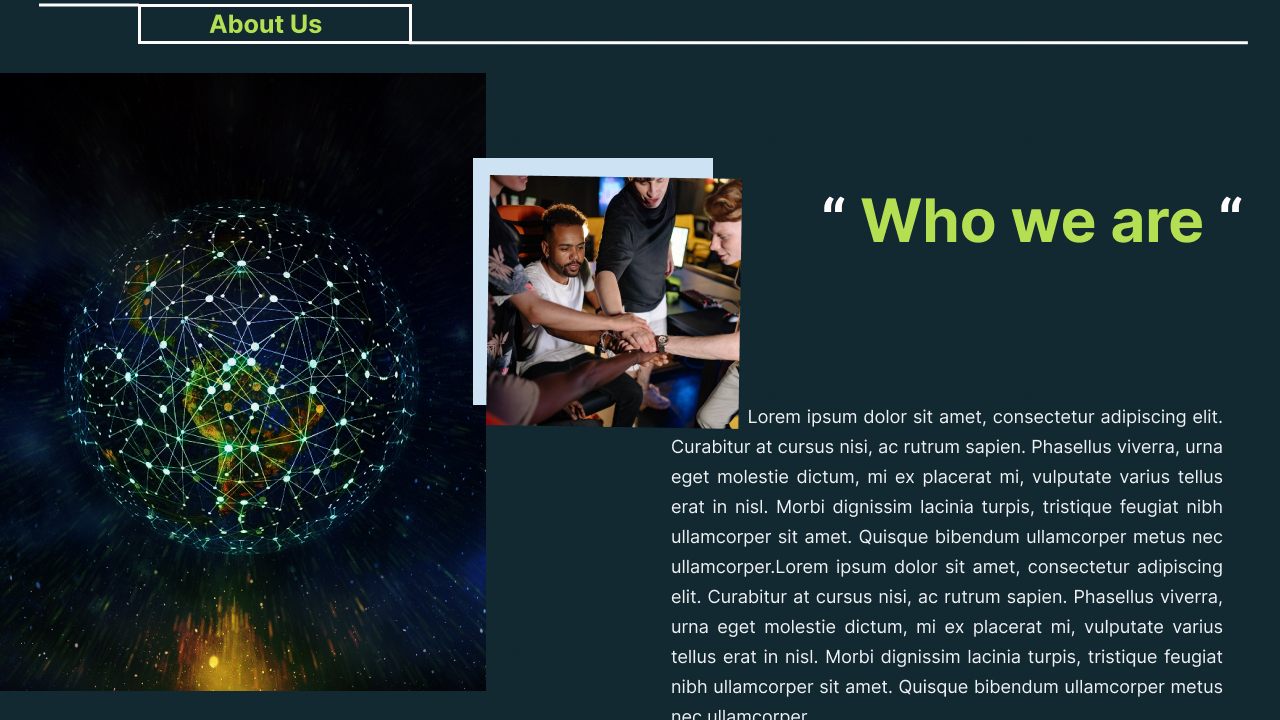 About Us
“ Who we are “
Lorem ipsum dolor sit amet, consectetur adipiscing elit.
Curabitur at cursus nisi, ac rutrum sapien. Phasellus viverra, urna
eget molestie dictum, mi ex placerat mi, vulputate varius tellus
erat in nisl. Morbi dignissim lacinia turpis, tristique feugiat nibh
ullamcorper sit amet. Quisque bibendum ullamcorper metus nec
ullamcorper.Lorem ipsum dolor sit amet, consectetur adipiscing
elit. Curabitur at cursus nisi, ac rutrum sapien. Phasellus viverra,
urna eget molestie dictum, mi ex placerat mi, vulputate varius
tellus erat in nisl. Morbi dignissim lacinia turpis, tristique feugiat
nibh ullamcorper sit amet. Quisque bibendum ullamcorper metus
nec ullamcorper.